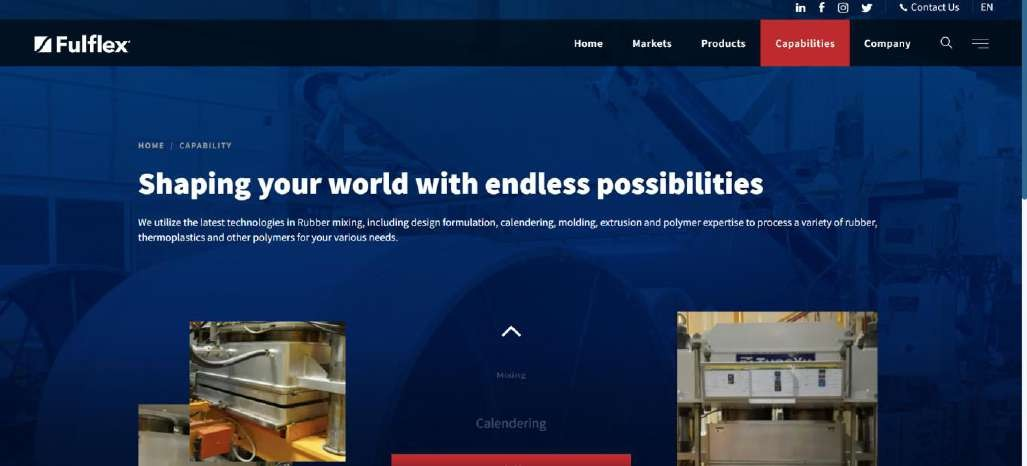 Contact Us EN
Fulflex
Home Markets Products Capabilities Company
HOME / CAPABILITY
Shaping your world with endless possibilities
We utilize the latest technologies in Rubber mixing, including design formulation, calendering, molding, extrusion and polymer expertise to process a variety of rubber,
thermoplastics and other polymers for your various needs.
Mixing
Calendering